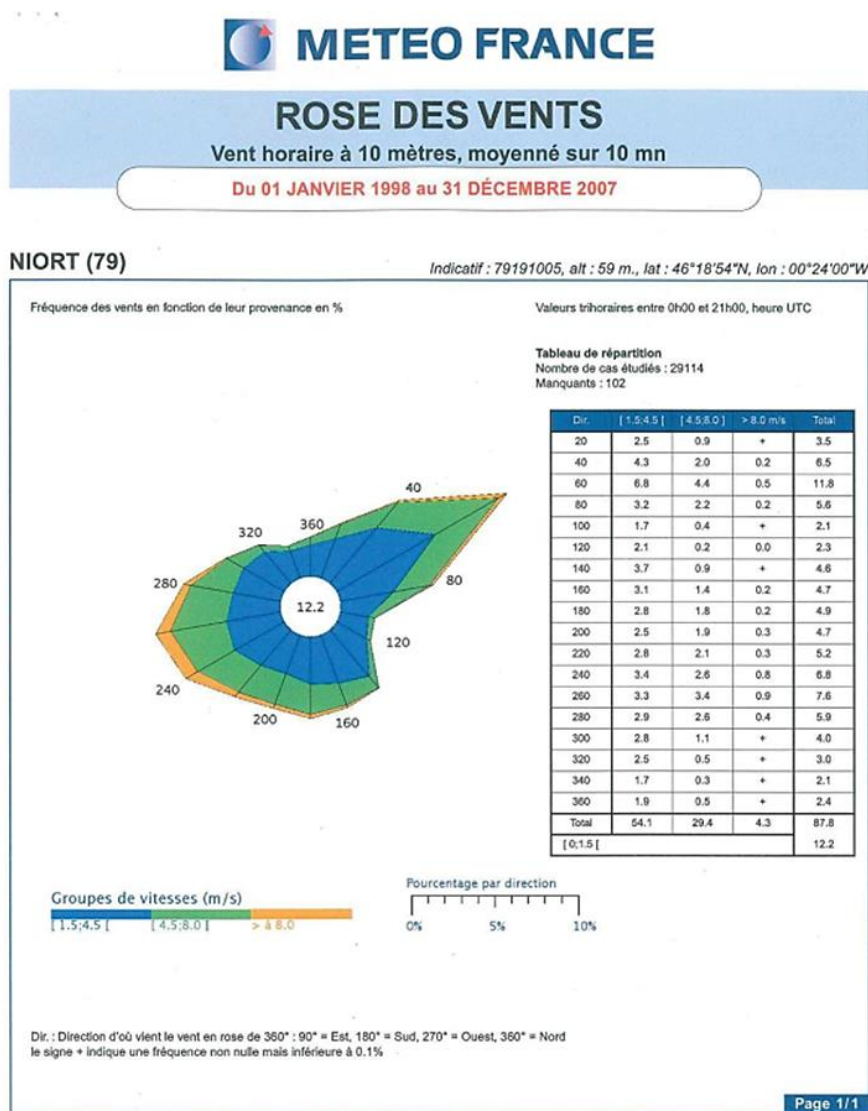 METEO FRANCE
ROSE DES VENTS
Vent horaire à 10 mètres, moyenné sur 10 mn
Du 01 JANVIER 1998 au 31 DÉCEMBRE 2007
NIORT (79)
Indicatif : 79191005, alt : 59 m., lat : 46°18'54"N, lon : 00°24'00"W
Fréquence des vents en fonction de leur provenance en %
Valeurs trihoraires entre 0h00 et 21h00, heure UTC
Tableau de répartition
Nombre de cas étudiés : 29114
Manquants : 102
Dir. [ 1.5;4.5 [ [ 4.5;8.0 ] > 8.0 m/s Total
20 2.5 0.9 + 3.5
40 4.3 2.0 0.2 6.5
60 6.8 4.4 0.5 11.8
80 3.2 2.2 0.2 5.6
100 1.7 0.4 + 2.1
120 2.1 0.2 0.0 2.3
140 3.7 0.9 + 4.6
160 3.1 1.4 0.2 4.7
180 2.8 1.8 0.2 4.9
200 2.5 1.9 0.3 4.7
220 2.8 2.1 0.3 5.2
240 3.4 2.6 0.8 6.8
260 3.3 3.4 0.9 7.6
280 2.9 2.6 0.4 5.9
300 2.8 1.1 + 4.0
320 2.5 0.5 + 3.0
340 1.7 0.3 + 2.1
360 1.9 0.5 + 2.4
Total 54.1 29.4 4.3 87.8
[ 0;1.5 [ 12.2
40
360
320
280
80
12.2
120
240
200
160
Groupes de vitesses (m/s)
[ 1.5;4.5 [ [ 4.5;8.0 ] > à 8.0
Pourcentage par direction
0% 5% 10%
Dir. : Direction d'où vient le vent en rose de 360° : 90° = Est, 180° = Sud, 270° = Ouest, 360° = Nord
le signe + indique une fréquence non nulle mais inférieure à 0.1%
Page 1/1